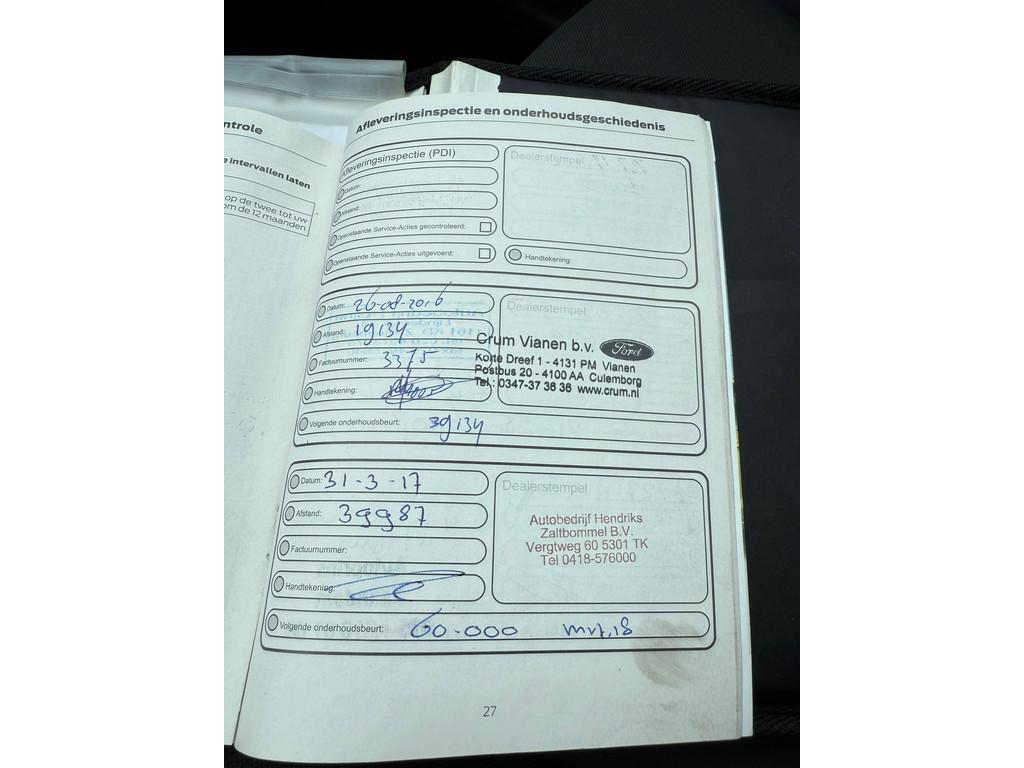 ntrole
e intervallen laten
op de twee tot uw
om de 12 maanden
Afleveringsinspectie en onderhoudsgeschiedenis
Afleveringsinspectie (PDI)
Datum:
Afstand:
Openstaande Service-Acties gecontroleerd:
Openstaande Service-Acties uitgevoerd:
Dealerstempel
Handtekening:
Datum: 26-08-2016
Afstand: 19134
Factuurnummer: 3375
Handtekening:
Volgende onderhoudsbeurt: 39134
Dealerstempel
Crum Vianen b.v. Ford
Korte Dreef 1 - 4131 PM Vianen
Postbus 20 - 4100 AA Culemborg
Tel.: 0347-37 36 36 www.crum.nl
Datum: 31-3-17
Afstand: 39987
Factuurnummer:
Handtekening:
Volgende onderhoudsbeurt: 60.000 mrt.18
Dealerstempel
Autobedrijf Hendriks
Zaltbommel B.V.
Vergtweg 60 5301 TK
Tel 0418-576000
27